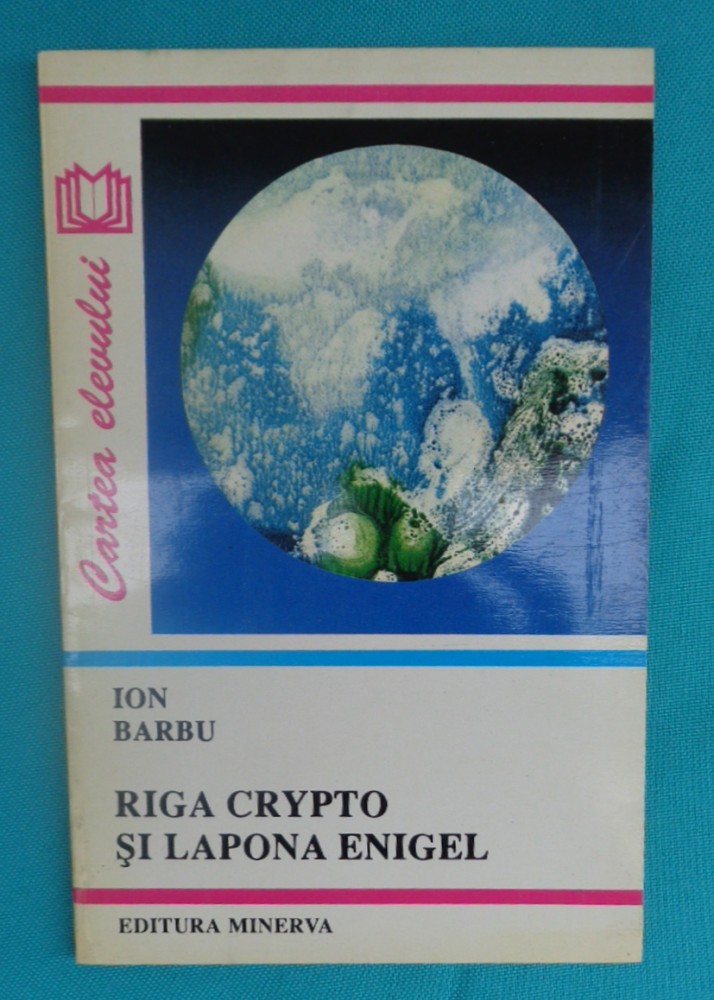 Cartea elevului
ION
BARBU
RIGA CRYPTO
ŞI LAPONA ENIGEL
EDITURA MINERVA